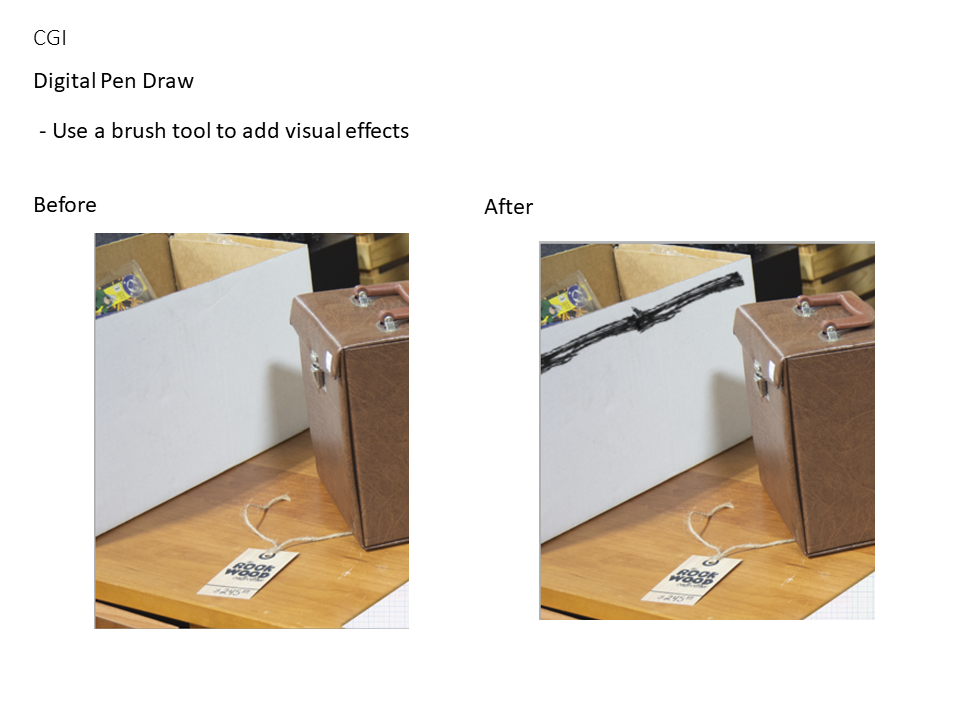 CGI
Digital Pen Draw
- Use a brush tool to add visual effects
Before
After
ROOK
WOOD
ROOK
WOOD